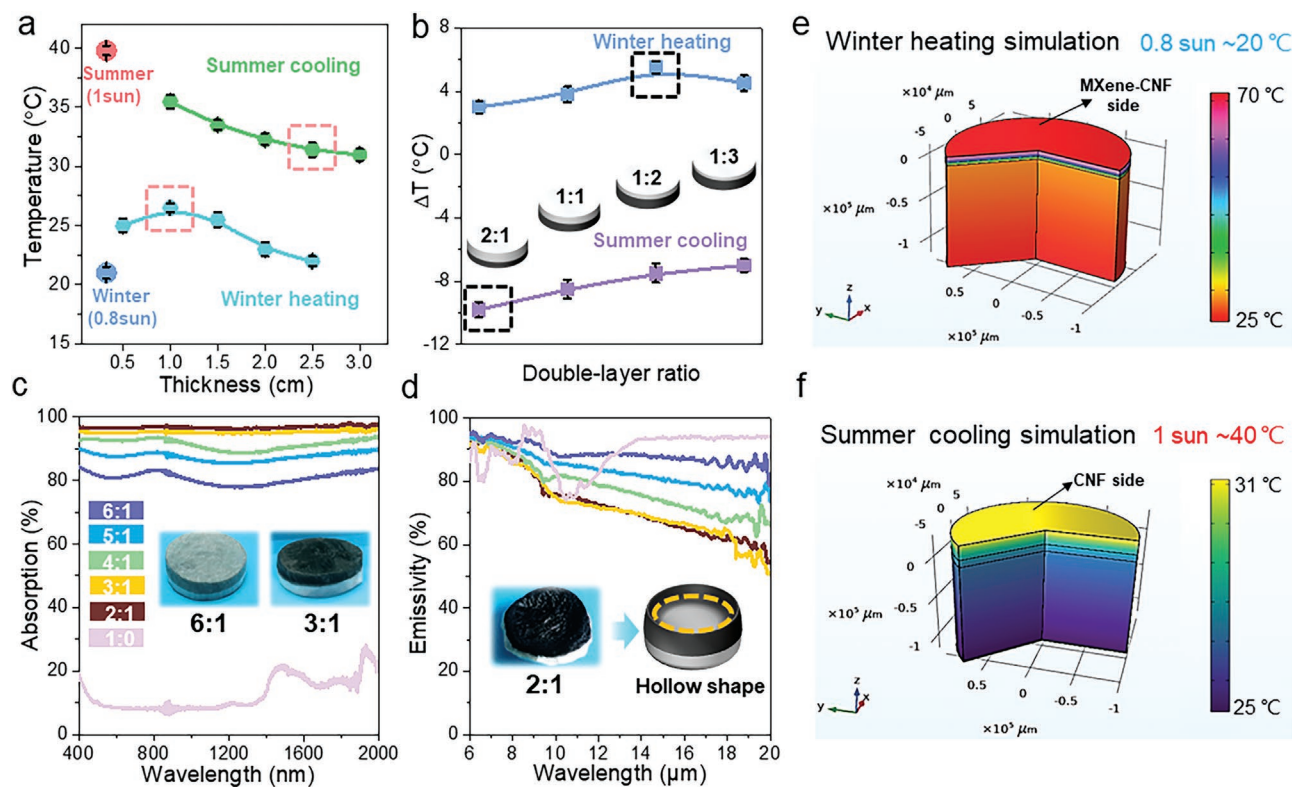 a
Temperature (°C)
40
35
30
25
20
15
Summer
(1sun)
Summer cooling
Winter
(0.8sun)
Winter heating
0.5 1.0 1.5 2.0 2.5 3.0
Thickness (cm)
b
ΔT (°C)
8
4
0
-4
-8
-12
Winter heating
2:1
1:1
1:2
1:3
Summer cooling
Double-layer ratio
c
Absorption (%)
100
80
60
40
20
0
6:1
5:1
4:1
3:1
2:1
1:0
6:1
3:1
400 800 1200 1600 2000
Wavelength (nm)
d
Emissivity (%)
100
80
60
40
20
0
2:1
Hollow shape
6 8 10 12 14 16 18 20
Wavelength (μm)
e
Winter heating simulation 0.8 sun ~20 ℃
×10⁴ μm
5
0
-5
MXene-CNF
side
0
×10⁵ μm
-0.5
-1
0.5 0 -0.5 -1
×10⁵ μm
z
y x
70 ℃
25 ℃
f
Summer cooling simulation 1 sun ~40 ℃
×10⁴ μm
5
0
-5
CNF side
0
×10⁵ μm
-0.5
-1
0.5 0 -0.5 -1
×10⁵ μm
z
y x
31 ℃
25 ℃